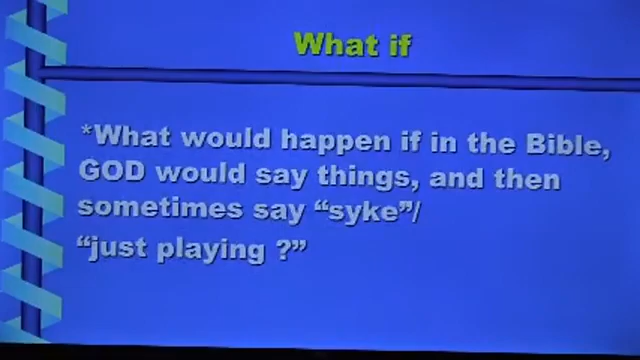 What if
*What would happen if in the Bible,
GOD would say things, and then
sometimes say “syke”/
“just playing ?”